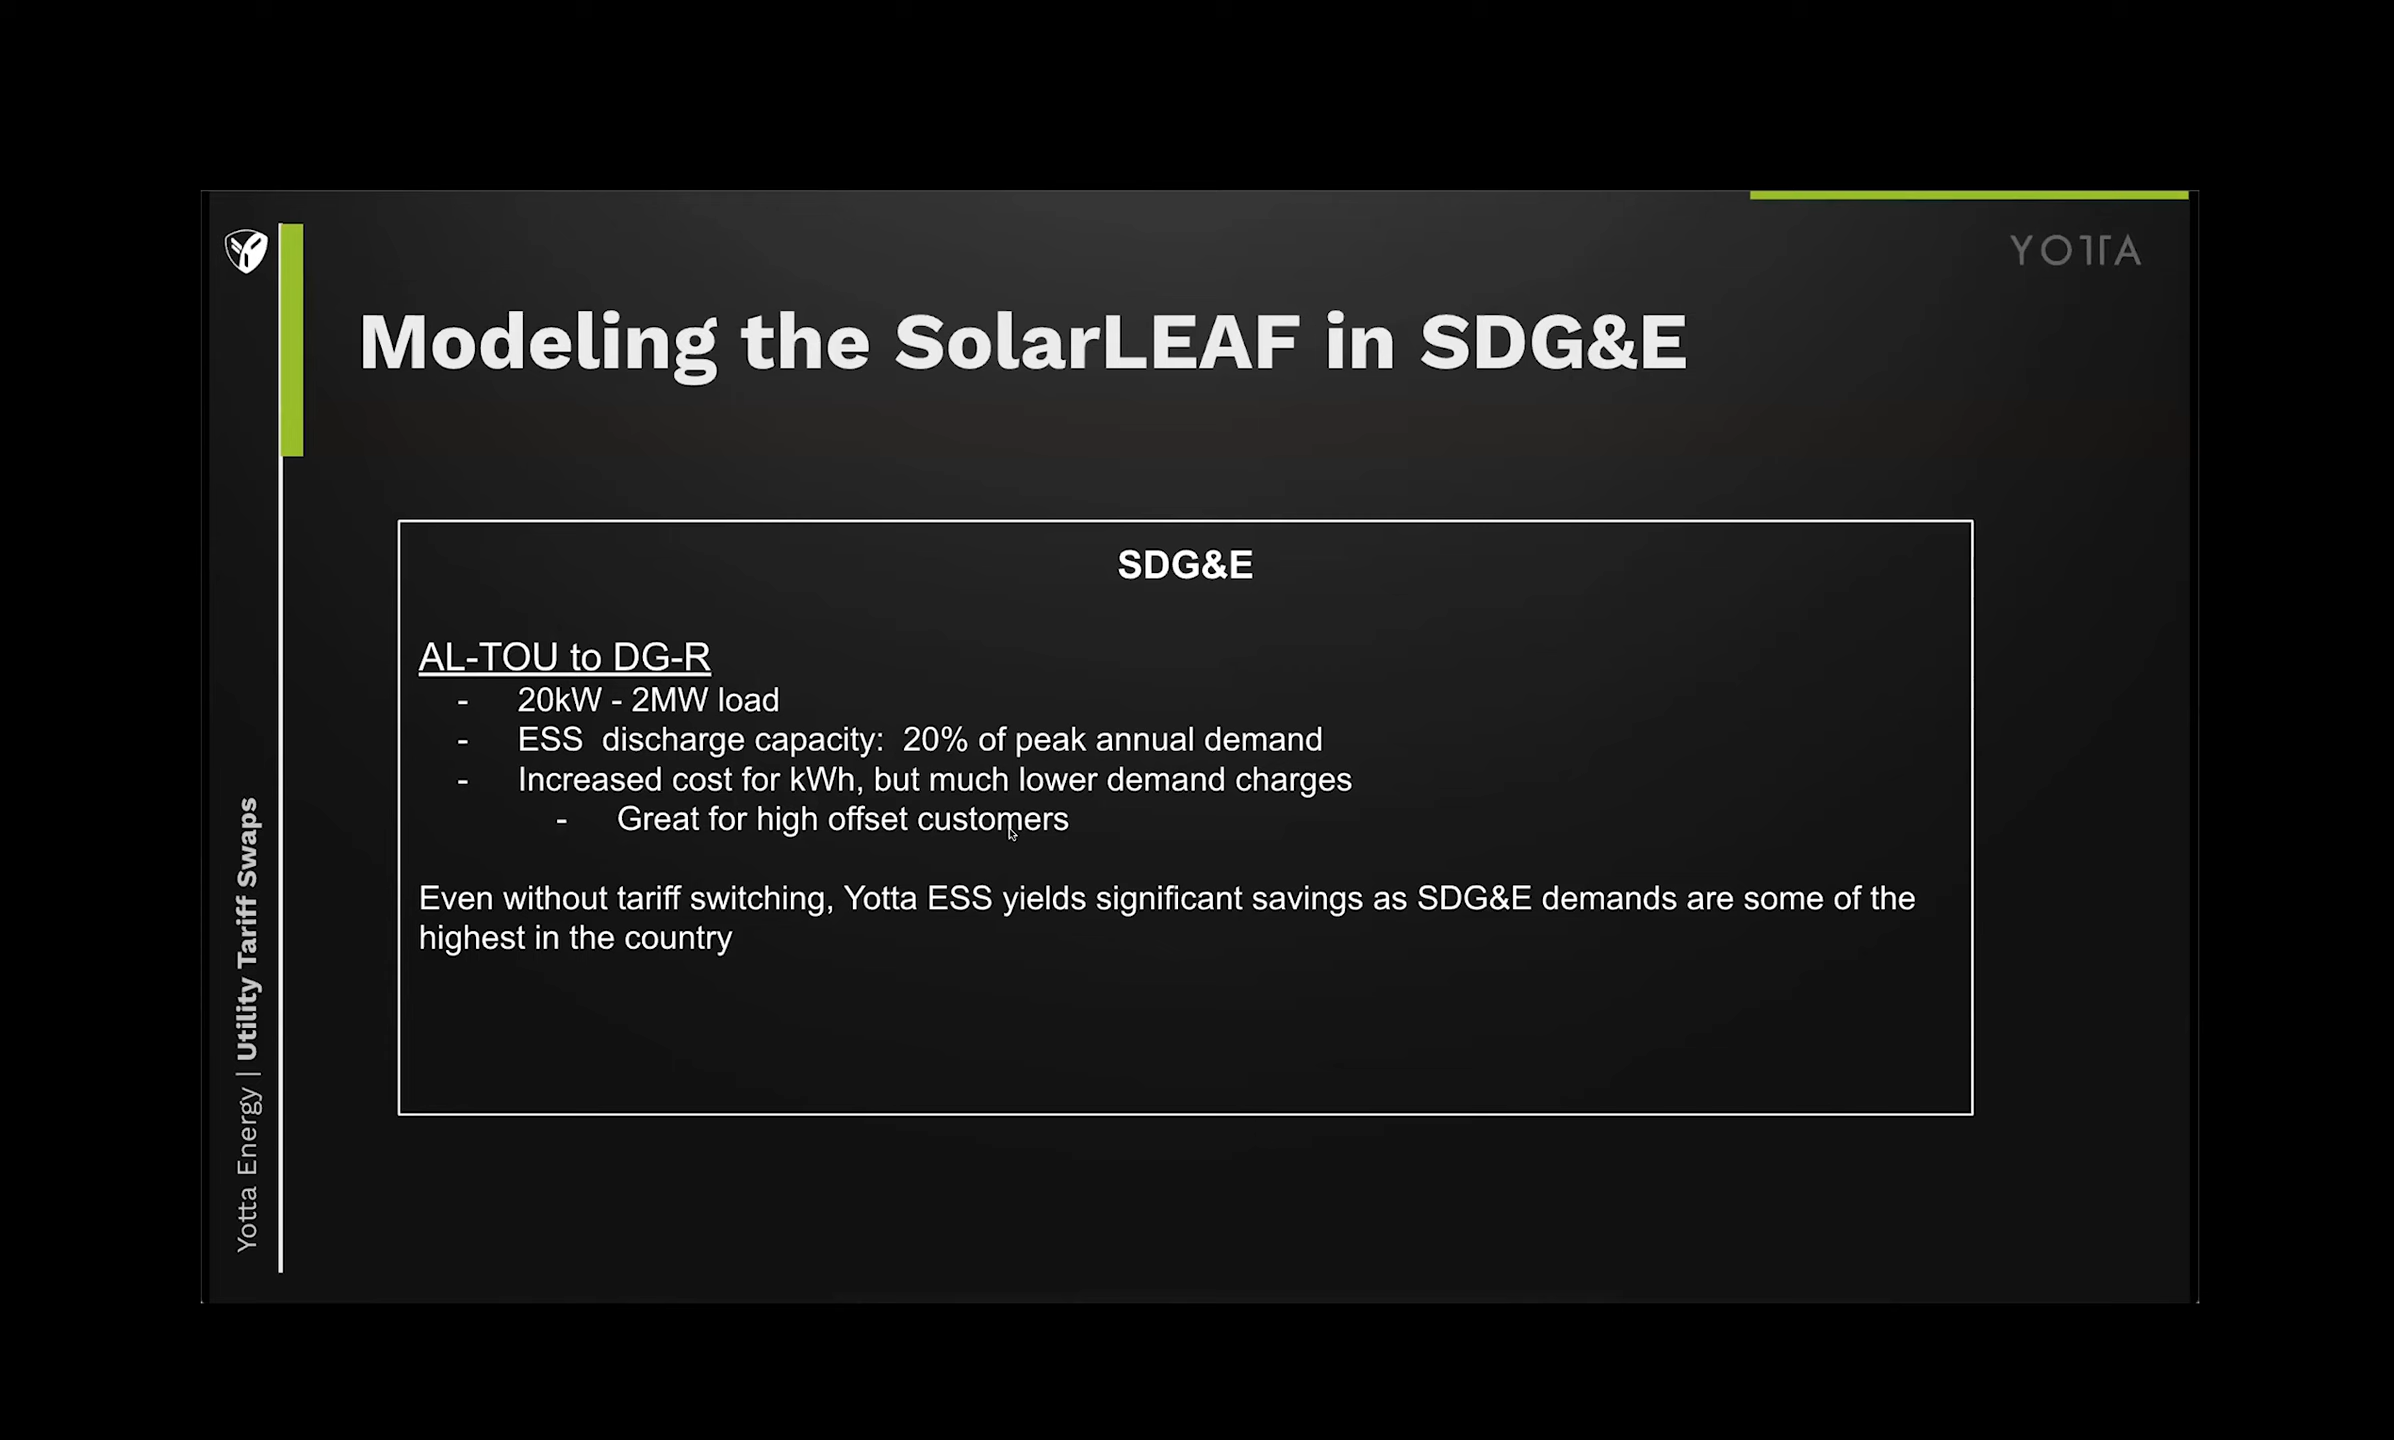 YOTTA
Modeling the SolarLEAF in SDG&E
SDG&E
AL-TOU to DG-R
- 20kW - 2MW load
- ESS discharge capacity: 20% of peak annual demand
- Increased cost for kWh, but much lower demand charges
- Great for high offset customers
Even without tariff switching, Yotta ESS yields significant savings as SDG&E demands are some of the
highest in the country
Yotta Energy | Utility Tariff Swaps